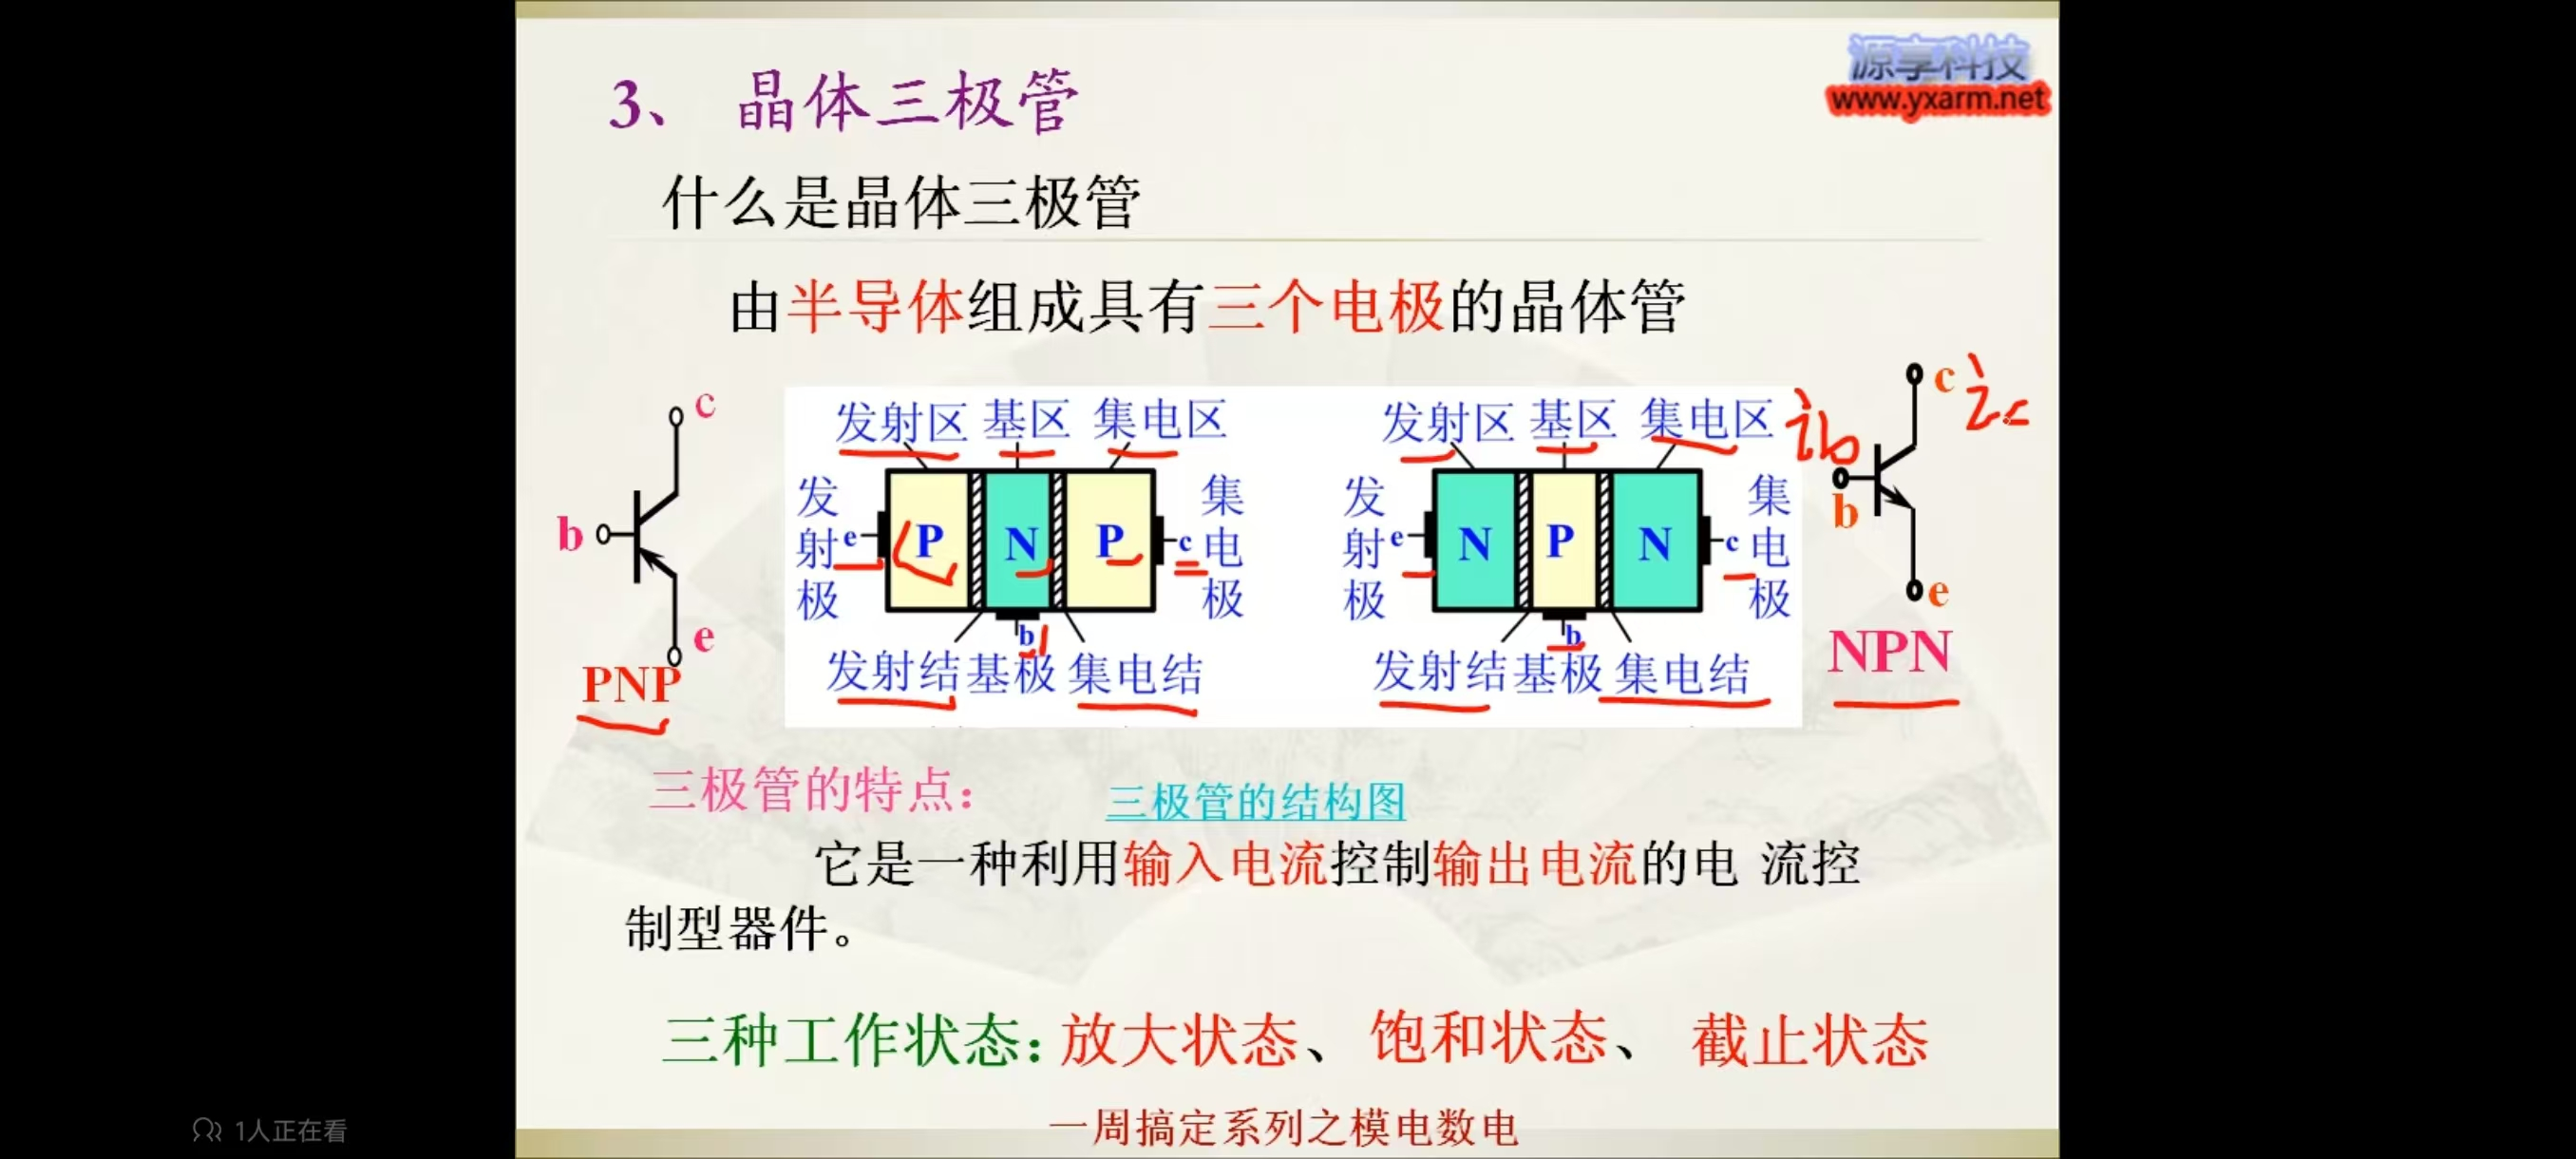 源享科技
www.yxarm.net
3、 晶体三极管
什么是晶体三极管
由半导体组成具有三个电极的晶体管
c
b
e
PNP
发射区 基区 集电区
发射极 e P N P c 集电极
b
发射结 基极 集电结
发射区 基区 集电区
发射极 e N P N c 集电极
b
发射结 基极 集电结
ib
c ic
b
e
NPN
三极管的特点：
三极管的结构图
它是一种利用输入电流控制输出电流的电 流控
制型器件。
三种工作状态：放大状态、 饱和状态、 截止状态
一周搞定系列之模电数电
1人正在看